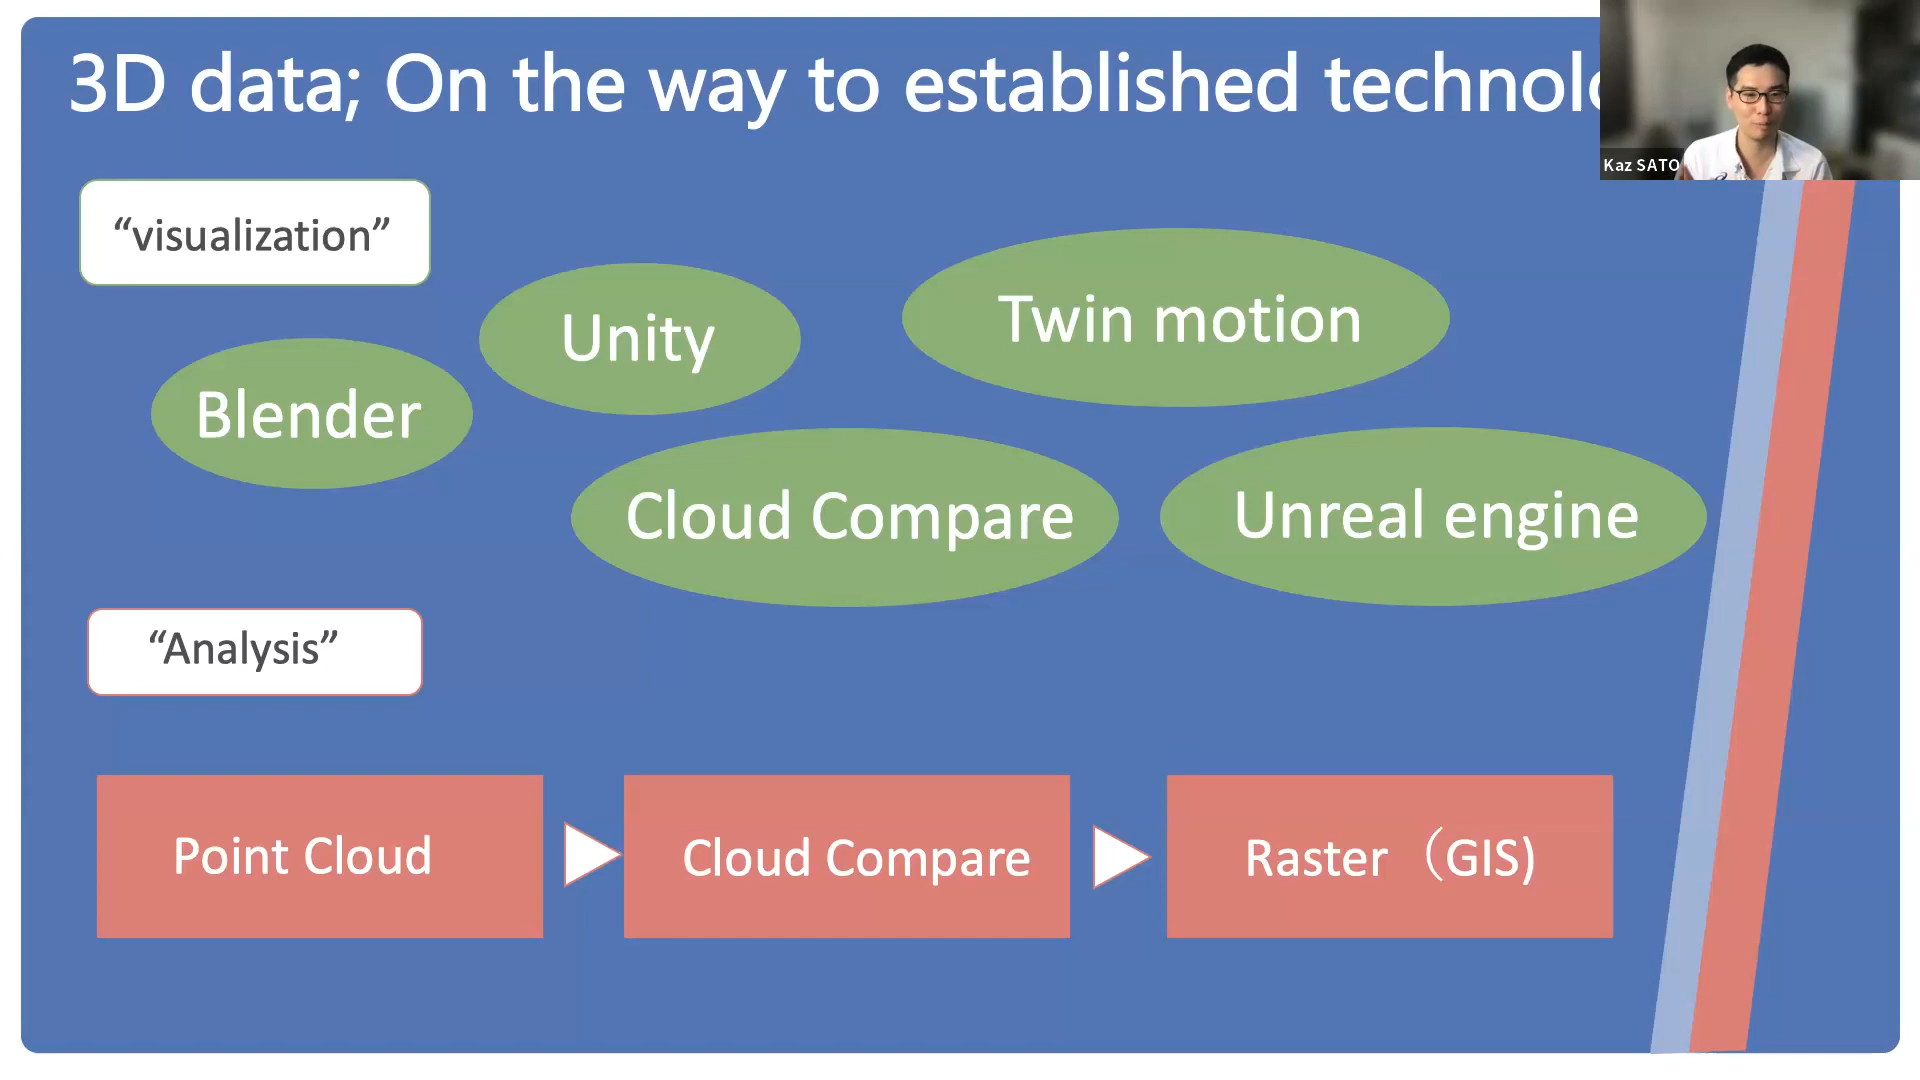 3D data; On the way to established
Kaz SATO
“visualization”
Unity
Twin motion
Blender
Cloud Compare
Unreal engine
“Analysis”
Point Cloud
Cloud Compare
Raster（GIS)